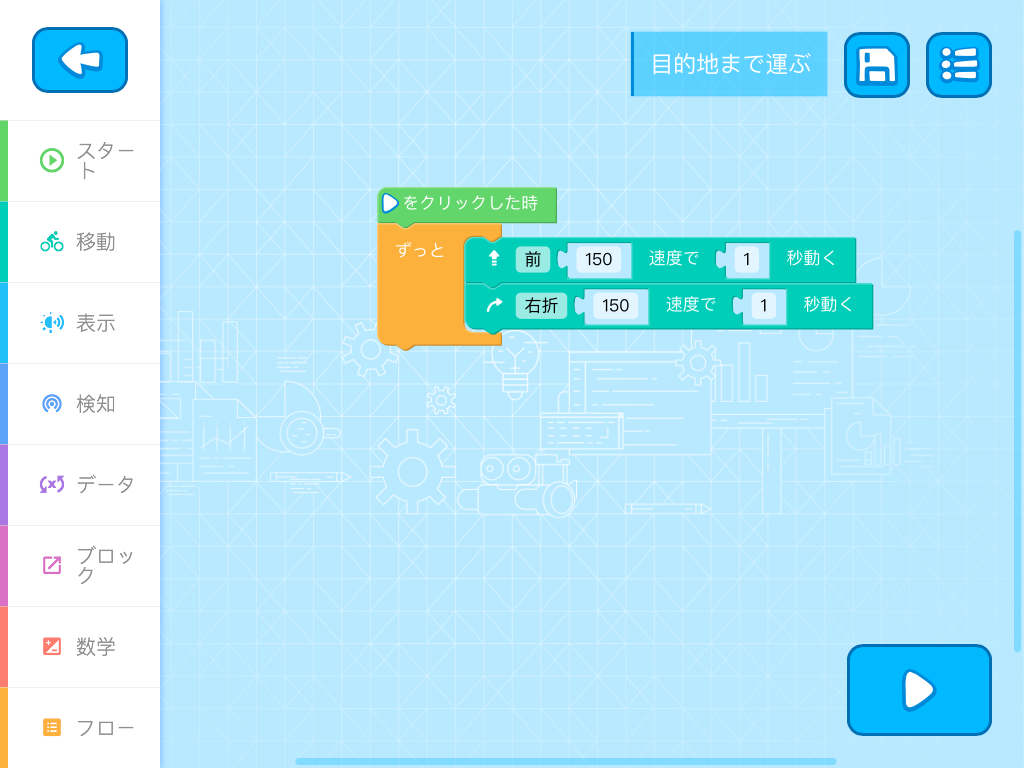 目的地まで運ぶ
スター
ト
移動
表示
検知
データ
ブロッ
ク
数学
フロー
をクリックした時
ずっと
前 150 速度で 1 秒動く
右折 150 速度で 1 秒動く